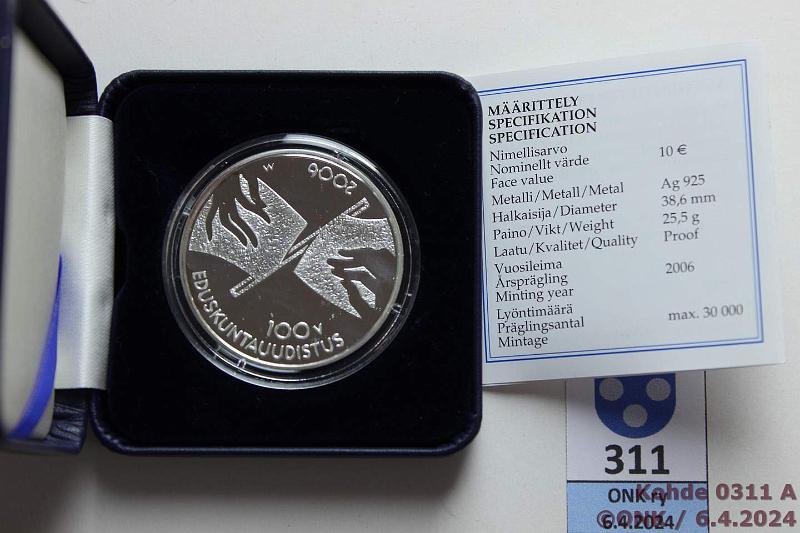 2006
M
EDUSKUNTAUUDISTUS
100V
MÄÄRITTELY
SPECIFIKATION
SPECIFICATION
Nimellisarvo
Nominellt värde
Face value 10 €
Metalli/Metall/Metal Ag 925
Halkaisija/Diameter 38,6 mm
Paino/Vikt/Weight 25,5 g
Laatu/Kvalitet/Quality Proof
Vuosileima
Årsprägling 2006
Minting year
Lyöntimäärä
Präglingsantal max. 30 000
Mintage
311
ONK ry
6.4.2024
Kohde 0311 A
©ONK / 6.4.2024